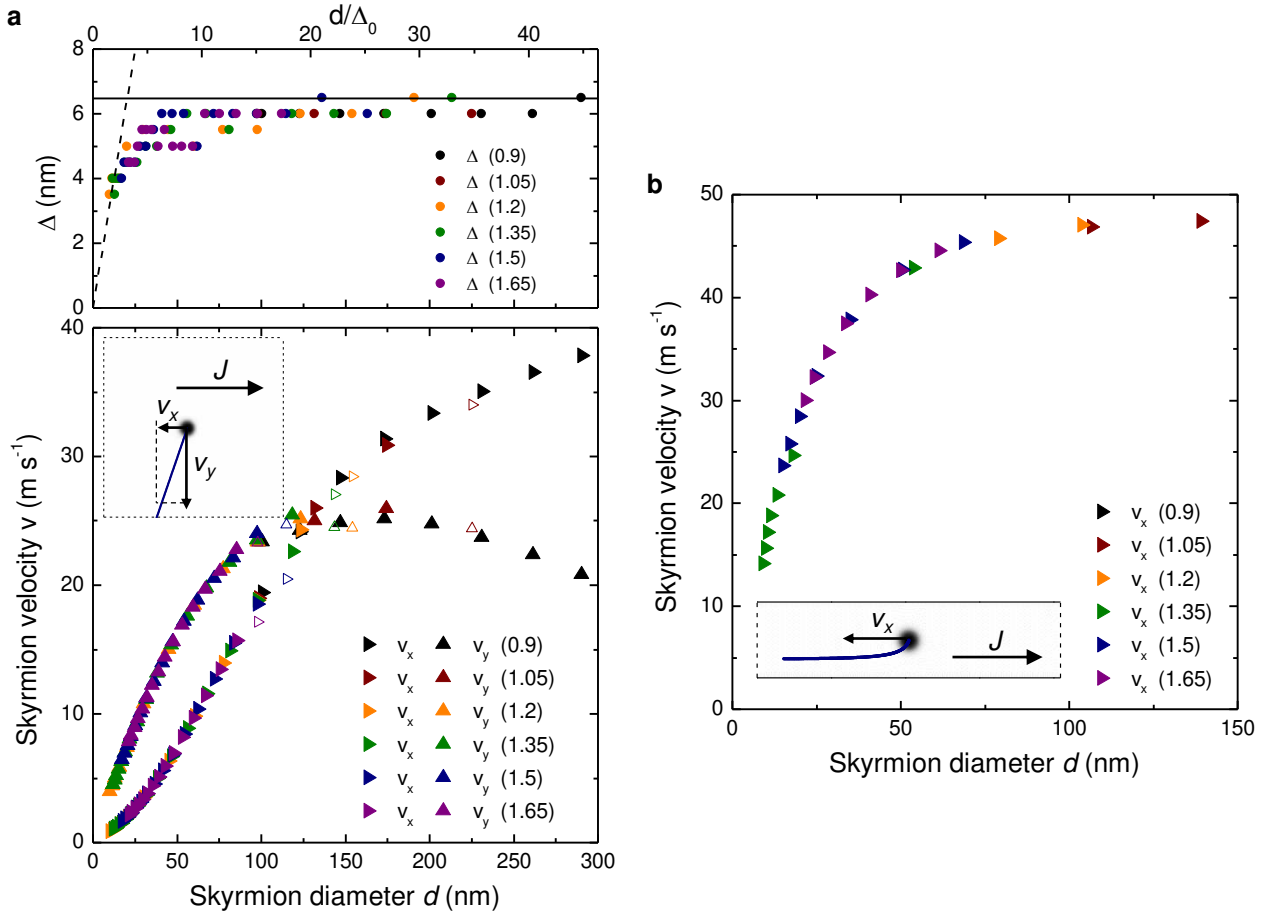 a
d/Δ0
0 10 20 30 40
8
6
4
2
0
Δ (nm)
Δ (0.9)
Δ (1.05)
Δ (1.2)
Δ (1.35)
Δ (1.5)
Δ (1.65)
40
30
20
10
0
Skyrmion velocity v (m s-1)
J
vx
vy
vx vy (0.9)
vx vy (1.05)
vx vy (1.2)
vx vy (1.35)
vx vy (1.5)
vx vy (1.65)
0 50 100 150 200 250 300
Skyrmion diameter d (nm)
b
50
40
30
20
10
0
Skyrmion velocity v (m s-1)
vx (0.9)
vx (1.05)
vx (1.2)
vx (1.35)
vx (1.5)
vx (1.65)
vx
J
0 50 100 150
Skyrmion diameter d (nm)